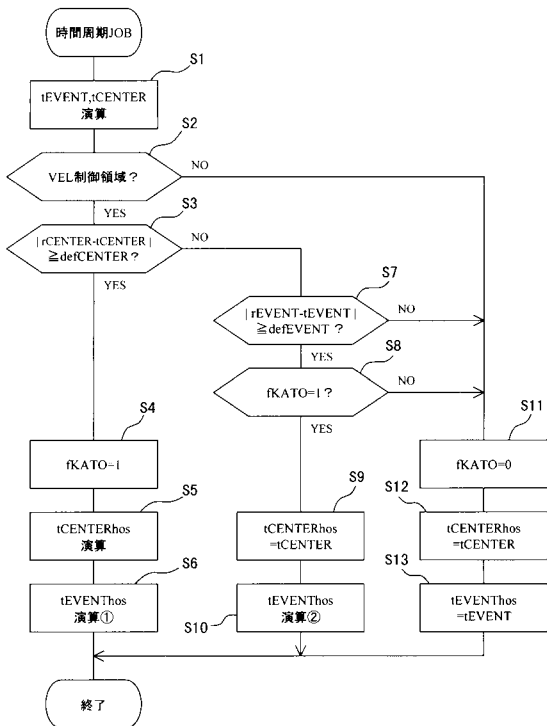 時間周期JOB
S1
tEVENT,tCENTER
演算
S2
VEL制御領域？
NO
YES
S3
|rCENTER-tCENTER|
≧defCENTER？
NO
YES
S7
|rEVENT-tEVENT|
≧defEVENT？
NO
YES
S8
fKATO=1？
NO
YES
S4
fKATO=1
S5
tCENTERhos
演算
S6
tEVENThos
演算①
S9
tCENTERhos
=tCENTER
S10
tEVENThos
演算②
S11
fKATO=0
S12
tCENTERhos
=tCENTER
S13
tEVENThos
=tEVENT
終了